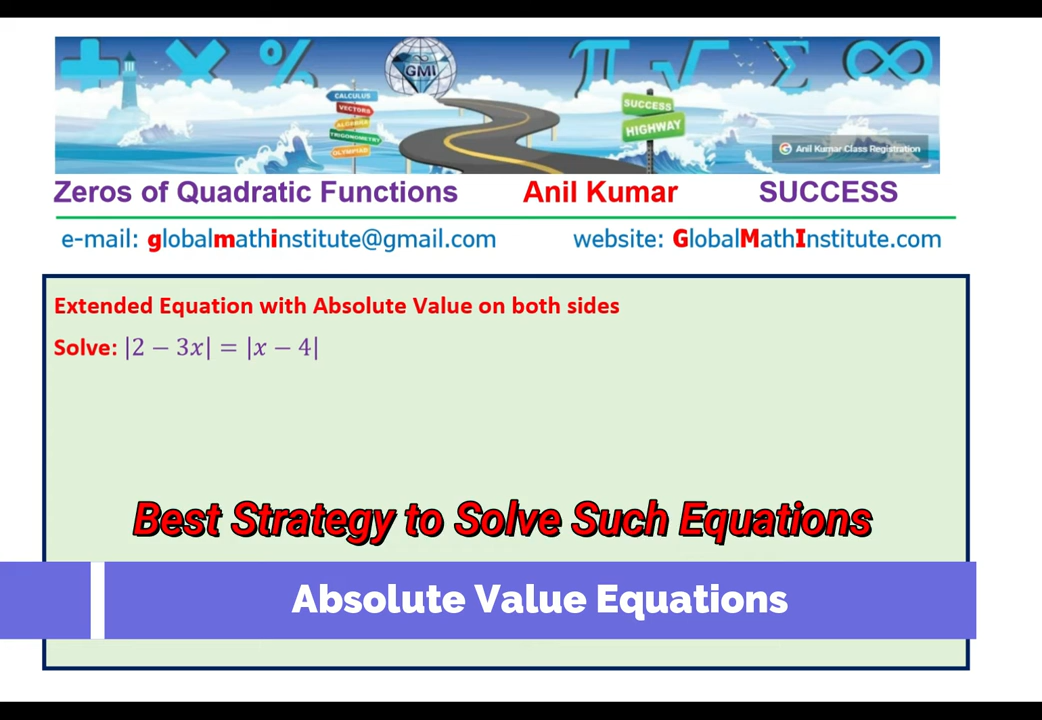 GMI
CALCULUS
VECTORS
ALGEBRA
TRIGONOMETRY
OLYMPIAD
SUCCESS
HIGHWAY
Anil Kumar Class Registration
Zeros of Quadratic Functions Anil Kumar SUCCESS
e-mail: globalmathinstitute@gmail.com website: GlobalMathInstitute.com
Extended Equation with Absolute Value on both sides
Solve: |2 − 3x| = |x − 4|
Best Strategy to Solve Such Equations
Absolute Value Equations